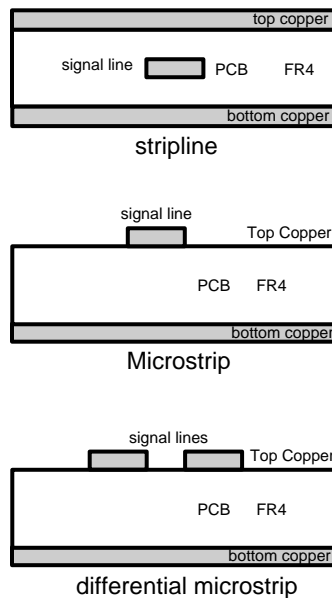 top copper
signal line
PCB FR4
bottom copper
stripline
signal line
Top Copper
PCB FR4
bottom copper
Microstrip
signal lines
Top Copper
PCB FR4
bottom copper
differential microstrip